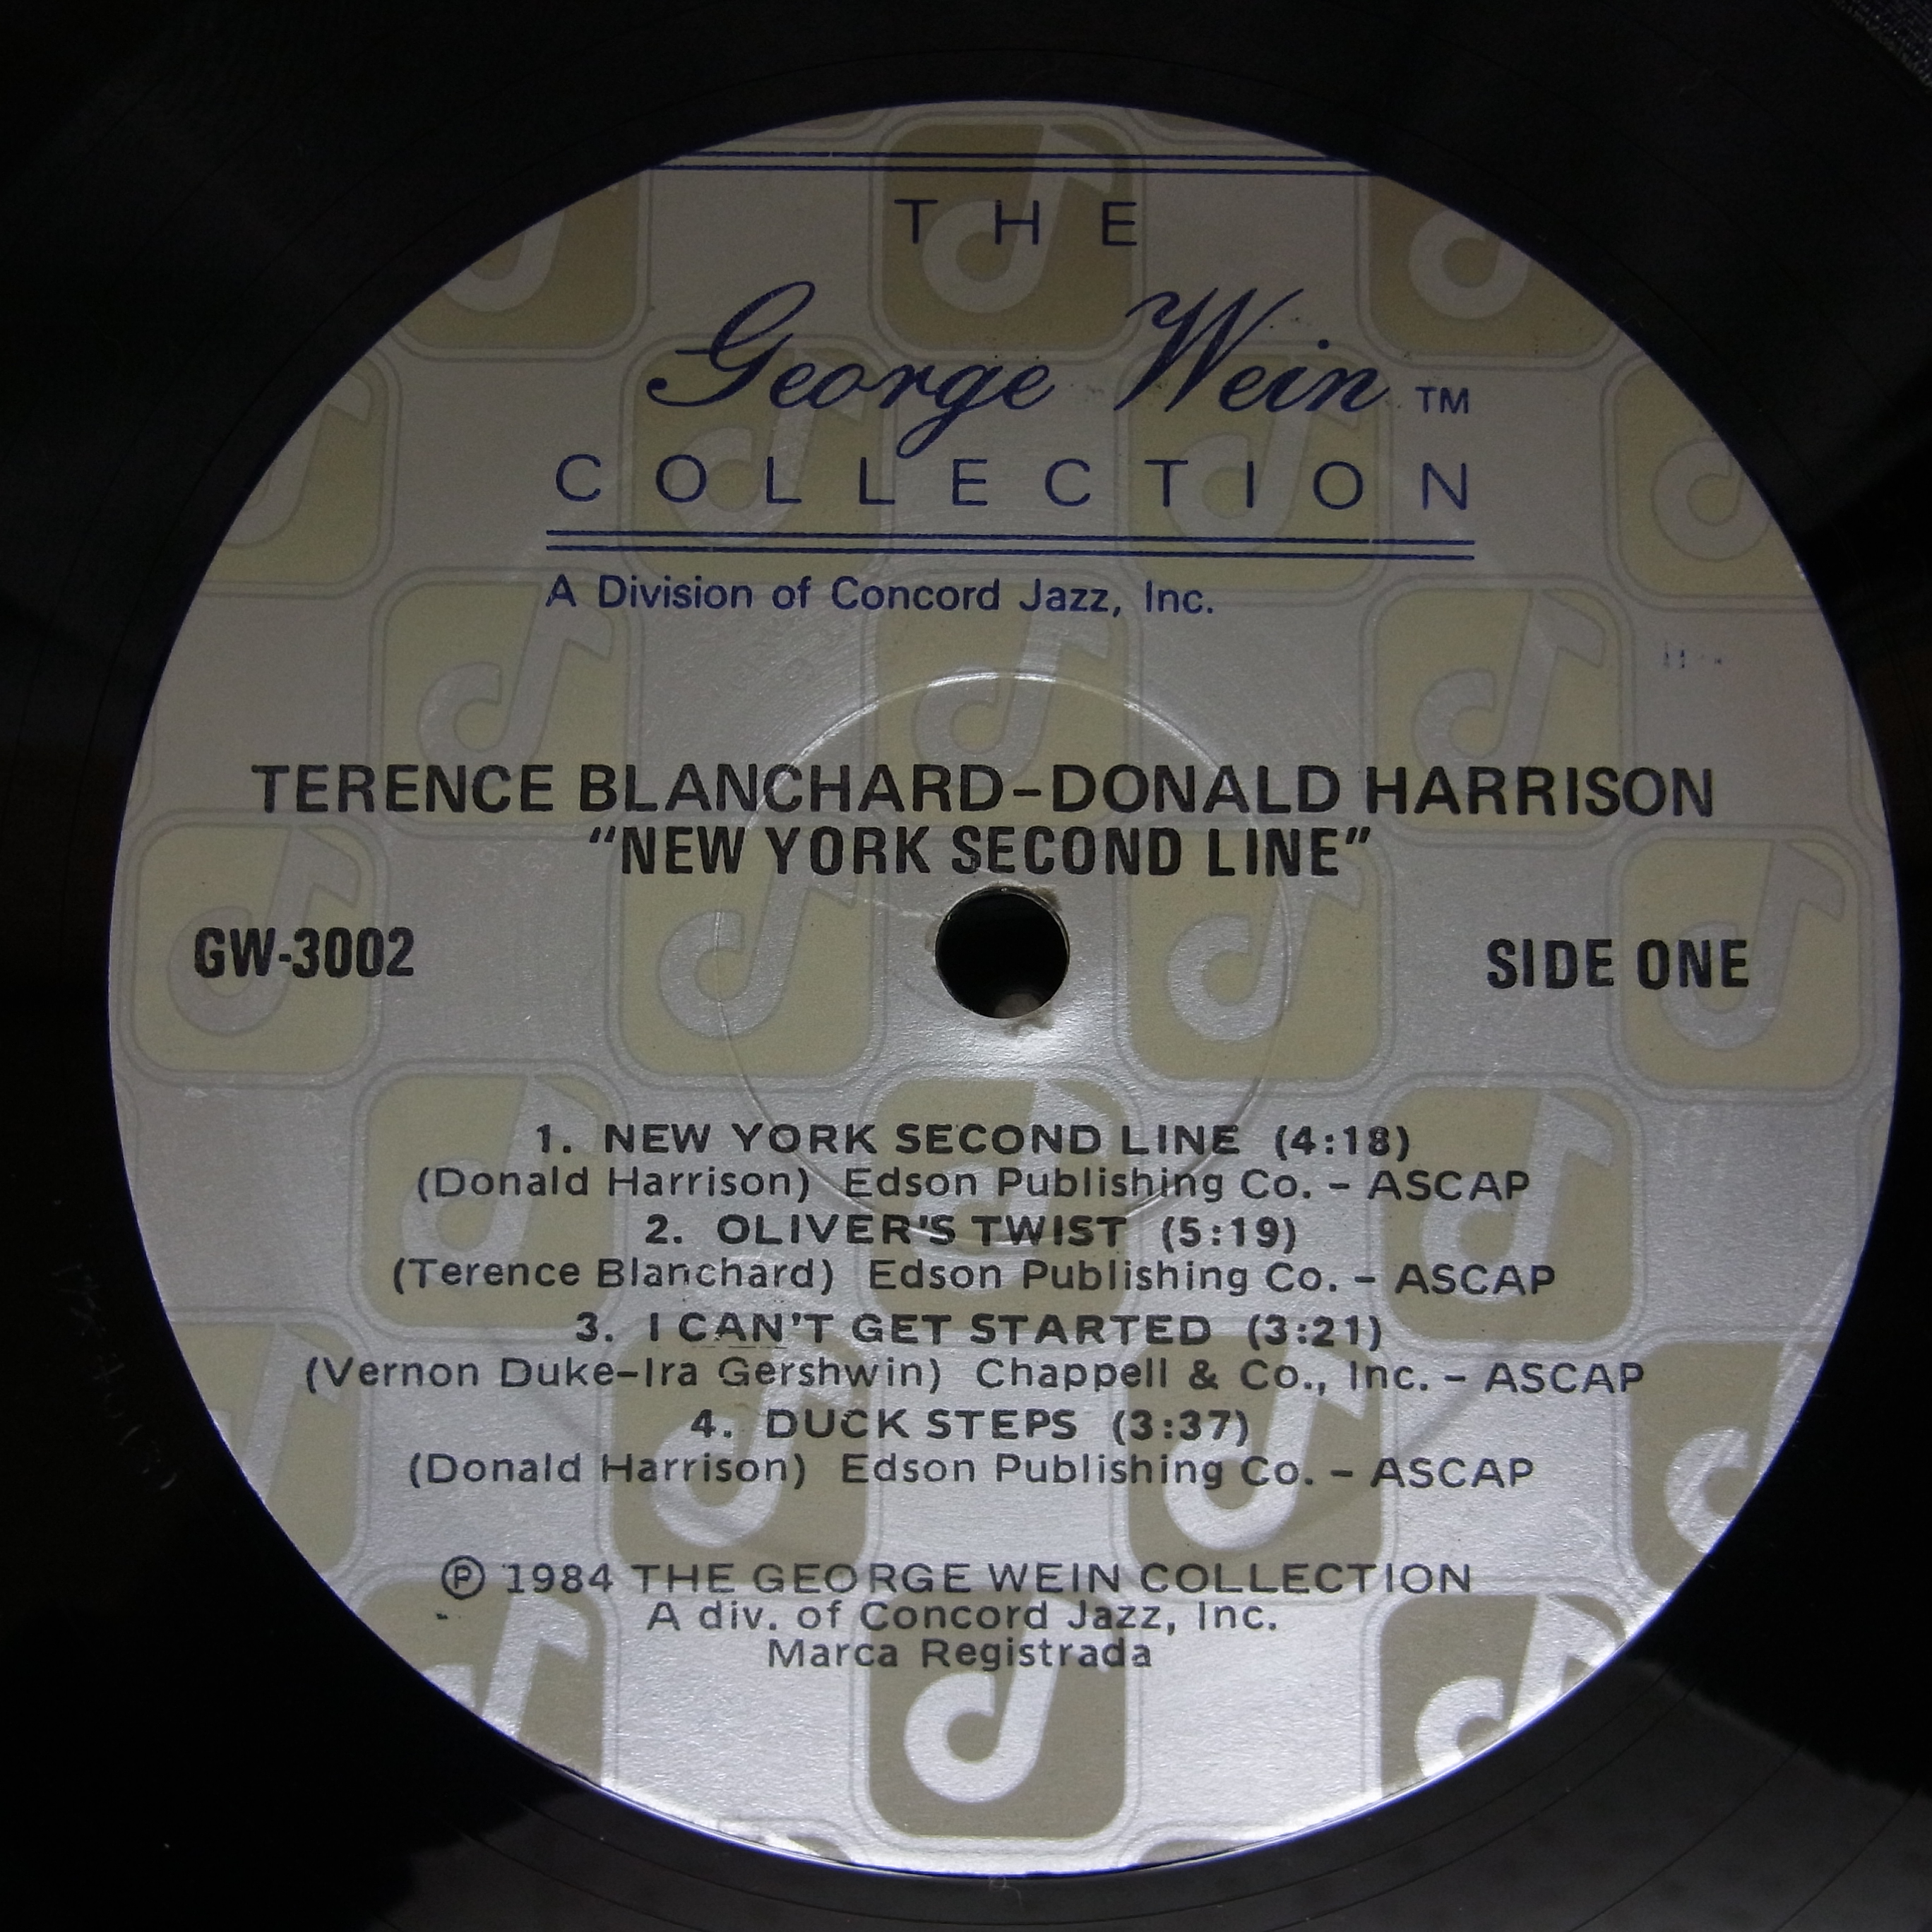 THE
George Wein TM
COLLECTION
A Division of Concord Jazz, Inc.
TERENCE BLANCHARD-DONALD HARRISON
"NEW YORK SECOND LINE"
GW-3002
SIDE ONE
1. NEW YORK SECOND LINE (4:18)
(Donald Harrison) Edson Publishing Co. - ASCAP
2. OLIVER'S TWIST (5:19)
(Terence Blanchard) Edson Publishing Co. - ASCAP
3. I CAN'T GET STARTED (3:21)
(Vernon Duke-Ira Gershwin) Chappell & Co., Inc. - ASCAP
4. DUCK STEPS (3:37)
(Donald Harrison) Edson Publishing Co. - ASCAP
℗ 1984 THE GEORGE WEIN COLLECTION
A div. of Concord Jazz, Inc.
Marca Registrada